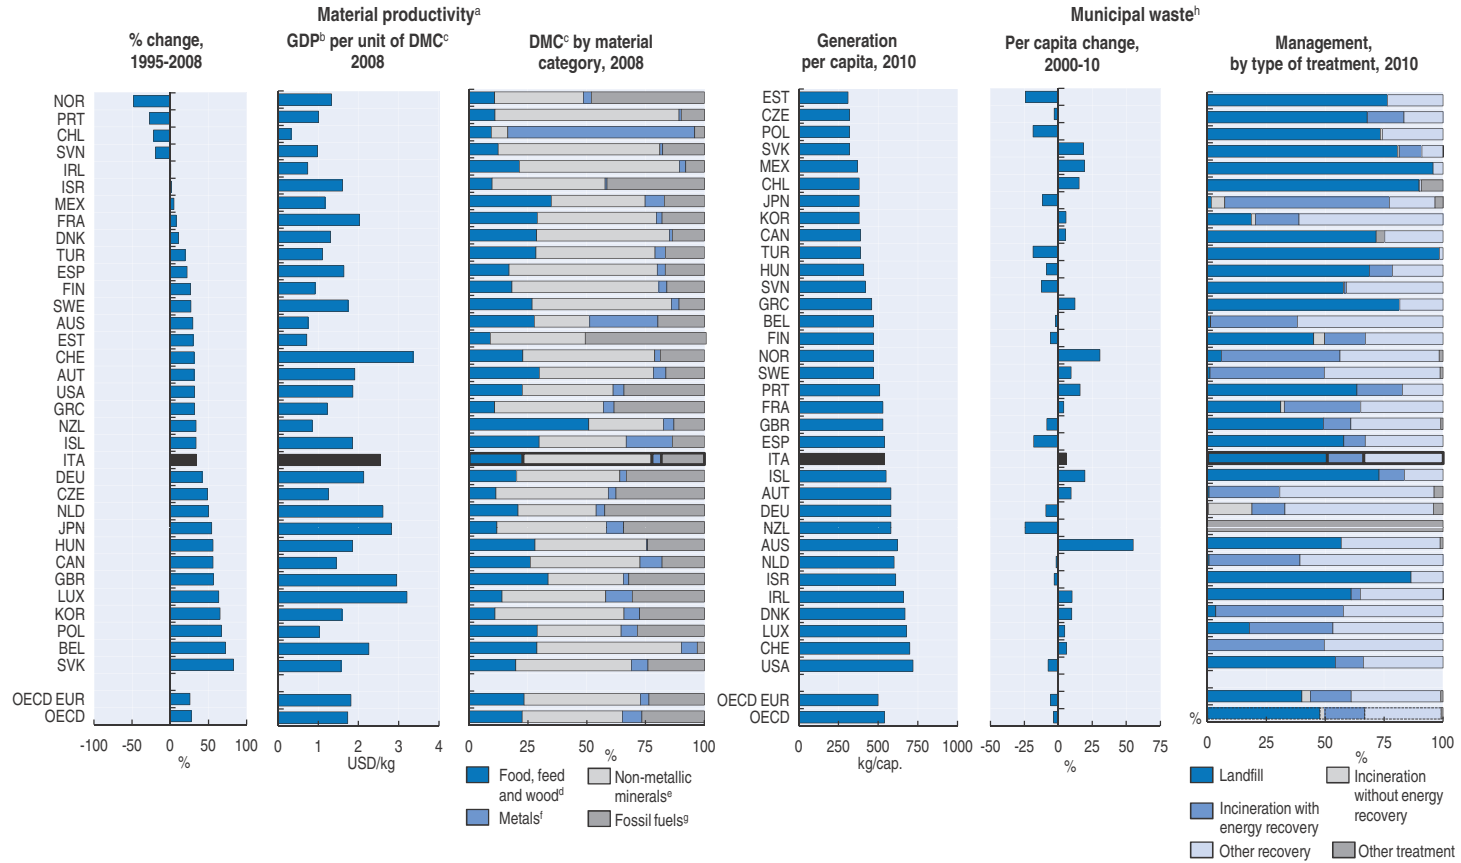 Material productivityᵃ
Municipal wasteʰ
% change,
1995-2008
GDPᵇ per unit of DMCᶜ
2008
DMCᶜ by material
category, 2008
Generation
per capita, 2010
Per capita change,
2000-10
Management,
by type of treatment, 2010
NOR
PRT
CHL
SVN
IRL
ISR
MEX
FRA
DNK
TUR
ESP
FIN
SWE
AUS
EST
CHE
AUT
USA
GRC
NZL
ISL
ITA
DEU
CZE
NLD
JPN
HUN
CAN
GBR
LUX
KOR
POL
BEL
SVK
OECD EUR
OECD
-100 -50 0 50 100
%
0 1 2 3 4
USD/kg
0 25 50 75 100
%
Food, feed
and woodᵈ
Non-metallic
mineralsᵉ
Metalsᶠ
Fossil fuelsᵍ
EST
CZE
POL
SVK
MEX
CHL
JPN
KOR
CAN
TUR
HUN
SVN
GRC
BEL
FIN
NOR
SWE
PRT
FRA
GBR
ESP
ITA
ISL
AUT
DEU
NZL
AUS
NLD
ISR
IRL
DNK
LUX
CHE
USA
OECD EUR
OECD
0 250 500 750 1000
kg/cap.
-50 -25 0 25 50 75
%
%
0 25 50 75 100
%
Landfill
Incineration
without energy
recovery
Incineration with
energy recovery
Other recovery
Other treatment